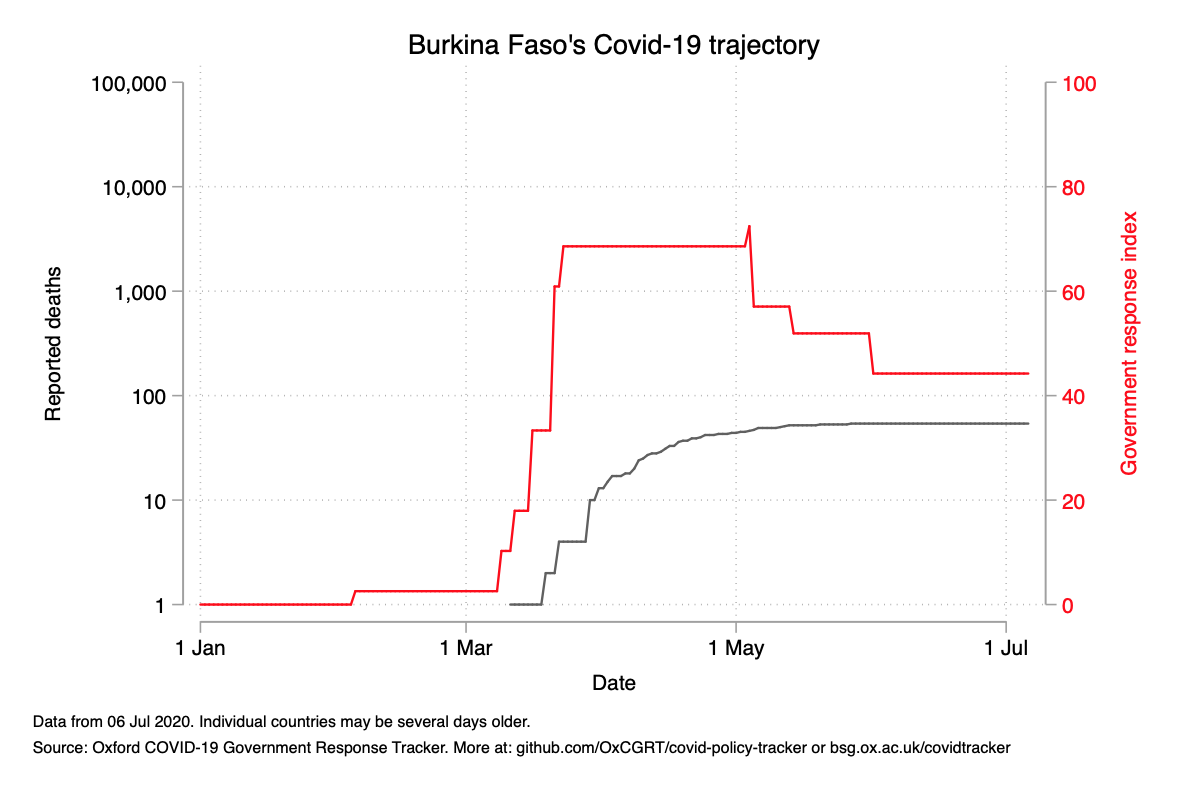 Burkina Faso's Covid-19 trajectory
100,000
10,000
1,000
100
10
1
Reported deaths
100
80
60
40
20
0
Government response index
1 Jan
1 Mar
1 May
1 Jul
Date
Data from 06 Jul 2020. Individual countries may be several days older.
Source: Oxford COVID-19 Government Response Tracker. More at: github.com/OxCGRT/covid-policy-tracker or bsg.ox.ac.uk/covidtracker